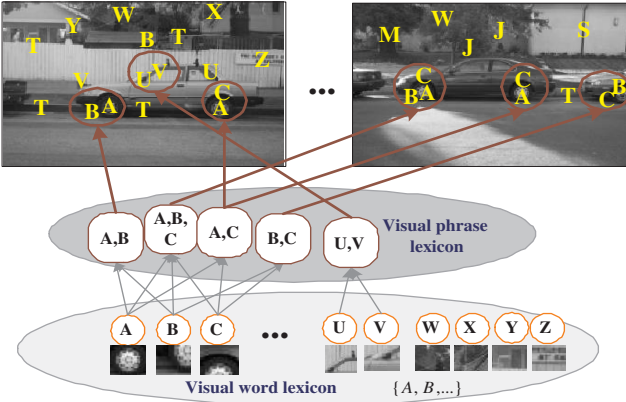 W X
Y B T
T Z
V U V U
T B A T C A
...
M W J J S
C B A C A T B C
A,B A,B, C A,C B,C U,V
Visual phrase
lexicon
A B C ... U V W X Y Z
Visual word lexicon {A, B,...}